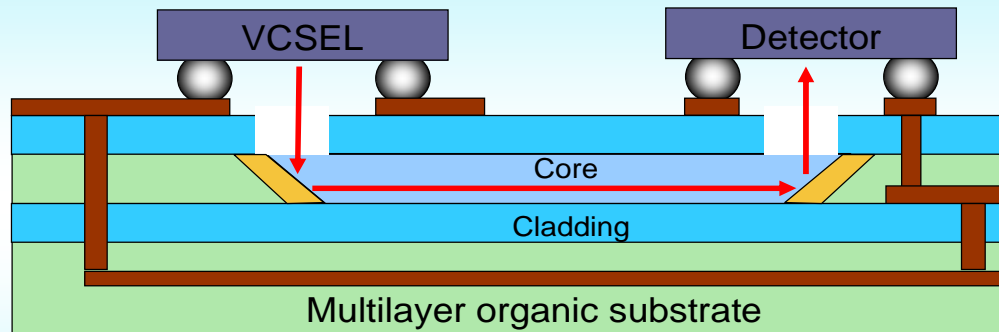 VCSEL
Detector
Core
Cladding
Multilayer organic substrate